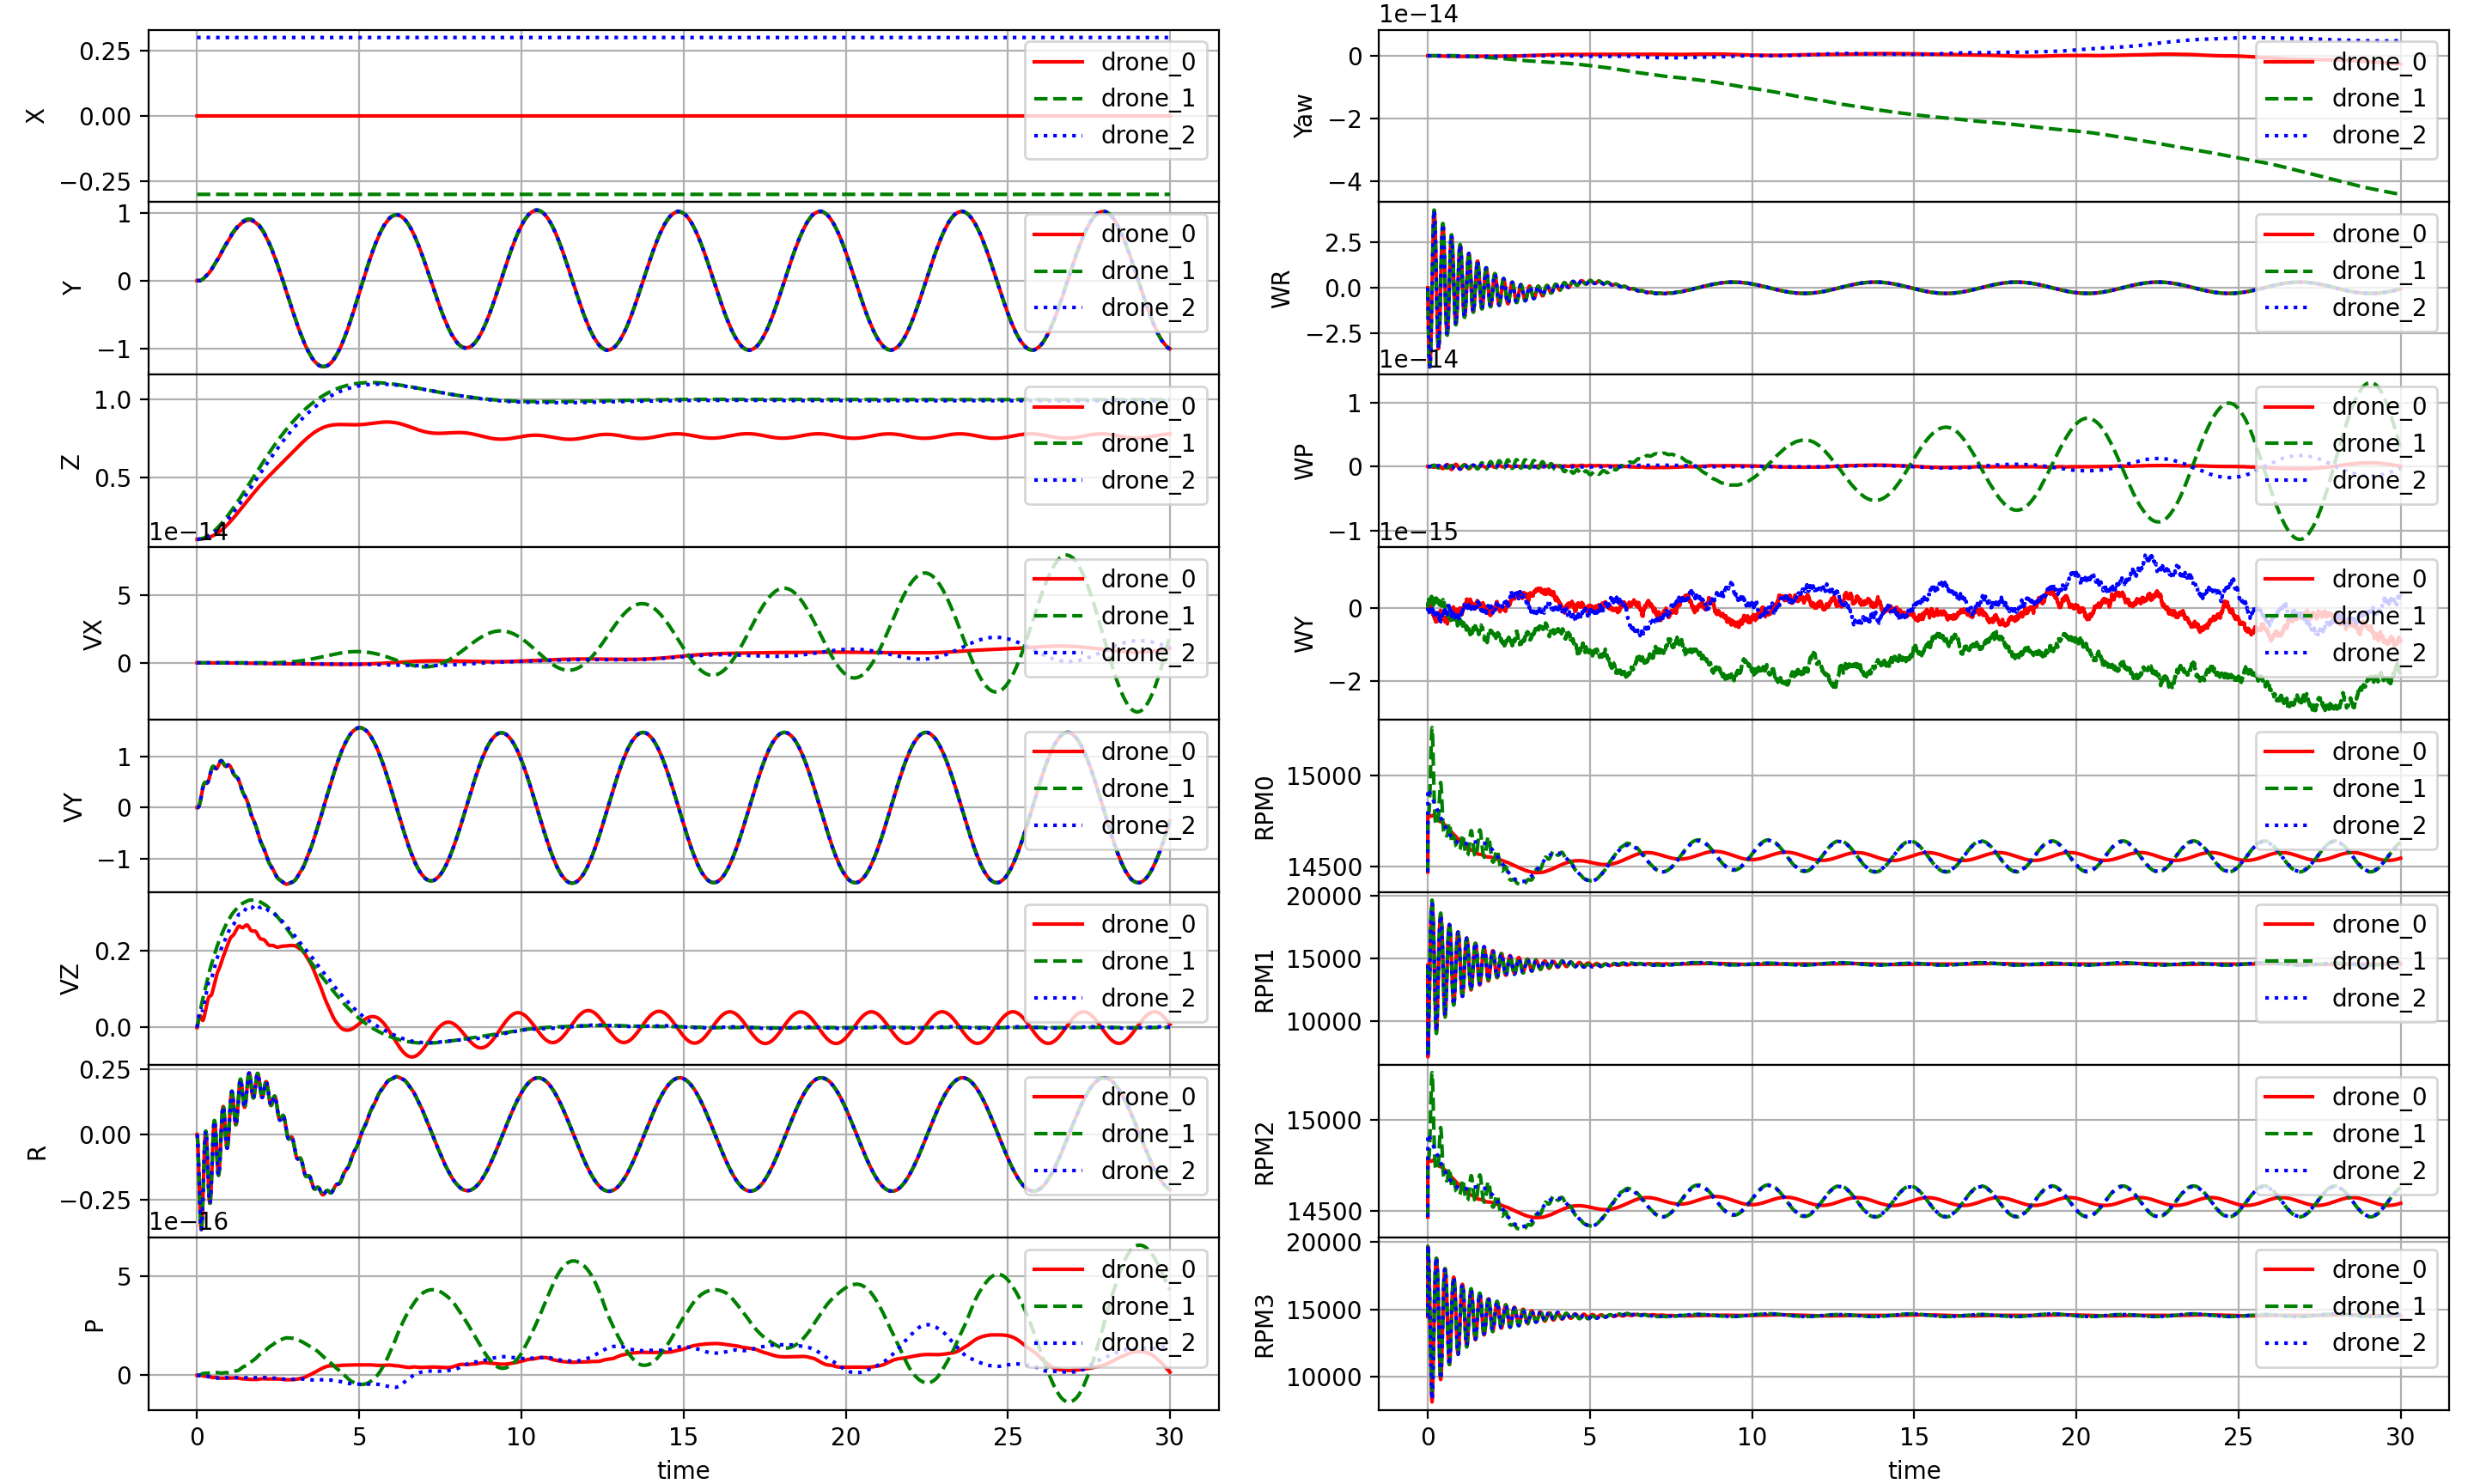 X
0.25
0.00
−0.25
drone_0
drone_1
drone_2
Y
1
0
−1
drone_0
drone_1
drone_2
Z
1.0
0.5
drone_0
drone_1
drone_2
1e−14
VX
5
0
drone_0
drone_1
drone_2
VY
1
0
−1
drone_0
drone_1
drone_2
VZ
0.2
0.0
drone_0
drone_1
drone_2
R
0.25
0.00
−0.25
drone_0
drone_1
drone_2
1e−16
P
5
0
drone_0
drone_1
drone_2
0 5 10 15 20 25 30
time
1e−14
Yaw
0
−2
−4
drone_0
drone_1
drone_2
WR
2.5
0.0
−2.5
drone_0
drone_1
drone_2
1e−14
WP
1
0
−1
drone_0
drone_1
drone_2
1e−15
WY
0
−2
drone_0
drone_1
drone_2
RPM0
15000
14500
drone_0
drone_1
drone_2
RPM1
20000
15000
10000
drone_0
drone_1
drone_2
RPM2
15000
14500
drone_0
drone_1
drone_2
RPM3
20000
15000
10000
drone_0
drone_1
drone_2
0 5 10 15 20 25 30
time